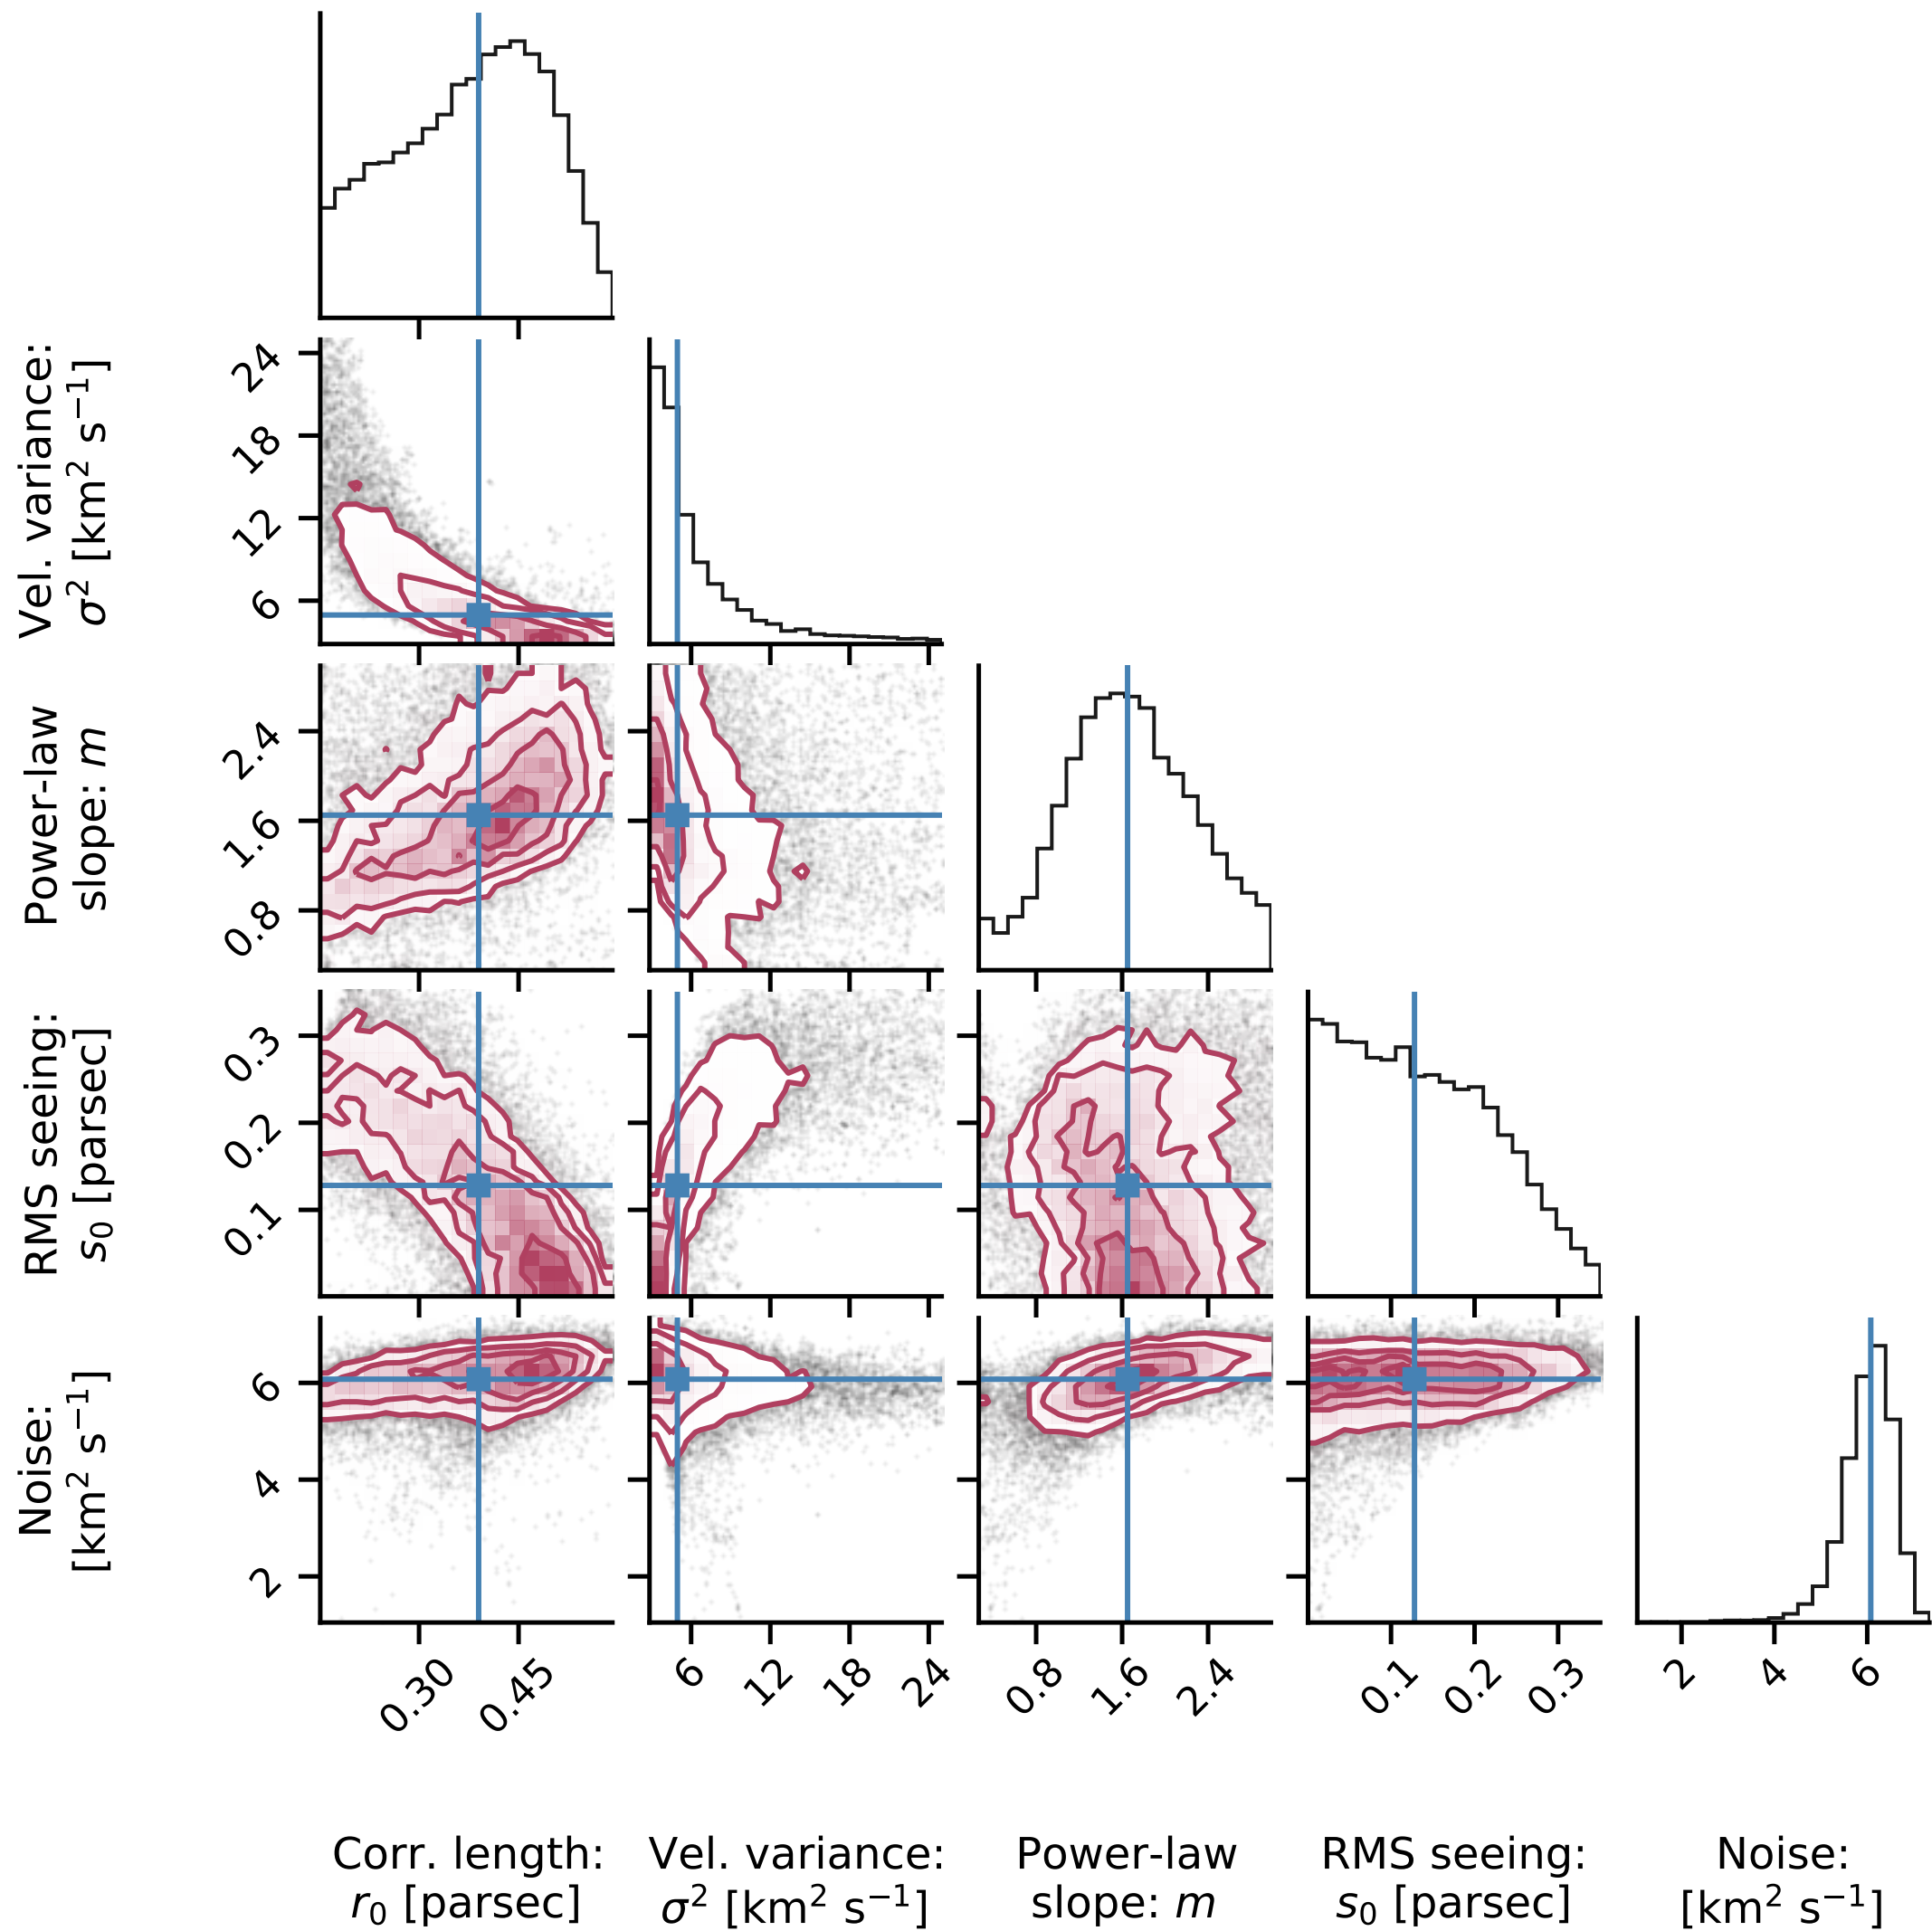 Vel. variance:
σ² [km² s⁻¹]
24
18
12
6
Power-law
slope: m
2.4
1.6
0.8
RMS seeing:
s₀ [parsec]
0.3
0.2
0.1
Noise:
[km² s⁻¹]
6
4
2
0.30 0.45 6 12 18 24 0.8 1.6 2.4 0.1 0.2 0.3 2 4 6
Corr. length: Vel. variance: Power-law RMS seeing: Noise:
r₀ [parsec] σ² [km² s⁻¹] slope: m s₀ [parsec] [km² s⁻¹]